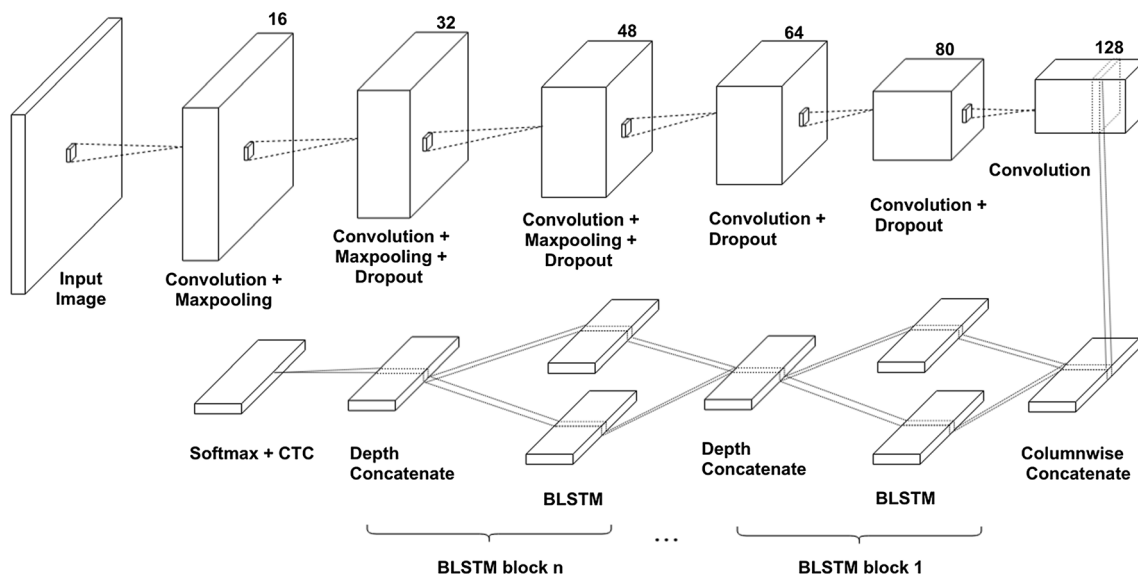 16
32
48
64
80
128
Input
Image
Convolution +
Maxpooling
Convolution +
Maxpooling +
Dropout
Convolution +
Maxpooling +
Dropout
Convolution +
Dropout
Convolution +
Dropout
Convolution
Softmax + CTC
Depth
Concatenate
BLSTM
Depth
Concatenate
BLSTM
Columnwise
Concatenate
BLSTM block n
...
BLSTM block 1